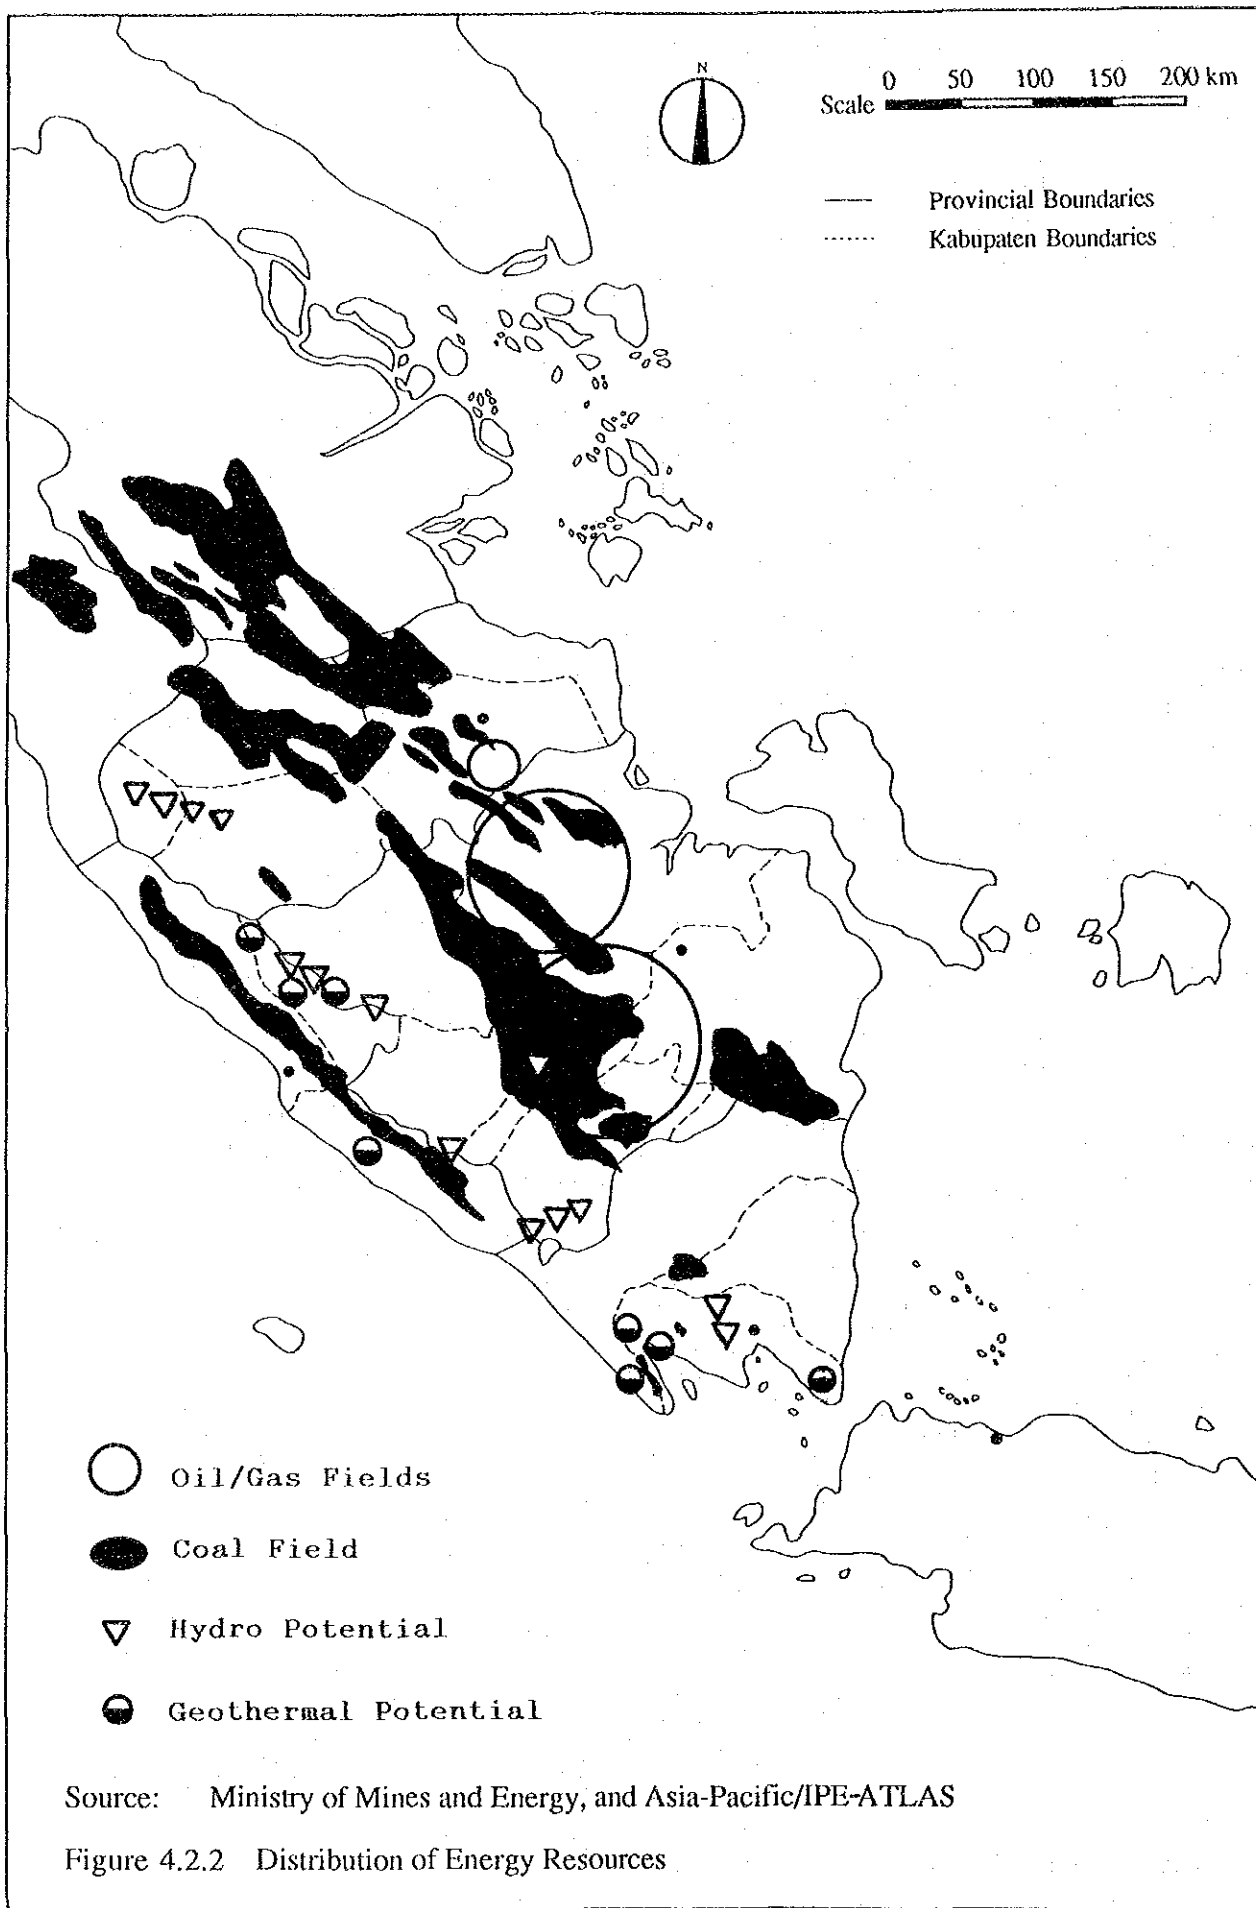 N
0 50 100 150 200 km
Scale
Provincial Boundaries
Kabupaten Boundaries
Oil/Gas Fields
Coal Field
Hydro Potential
Geothermal Potential
Source: Ministry of Mines and Energy, and Asia-Pacific/IPE-ATLAS
Figure 4.2.2 Distribution of Energy Resources